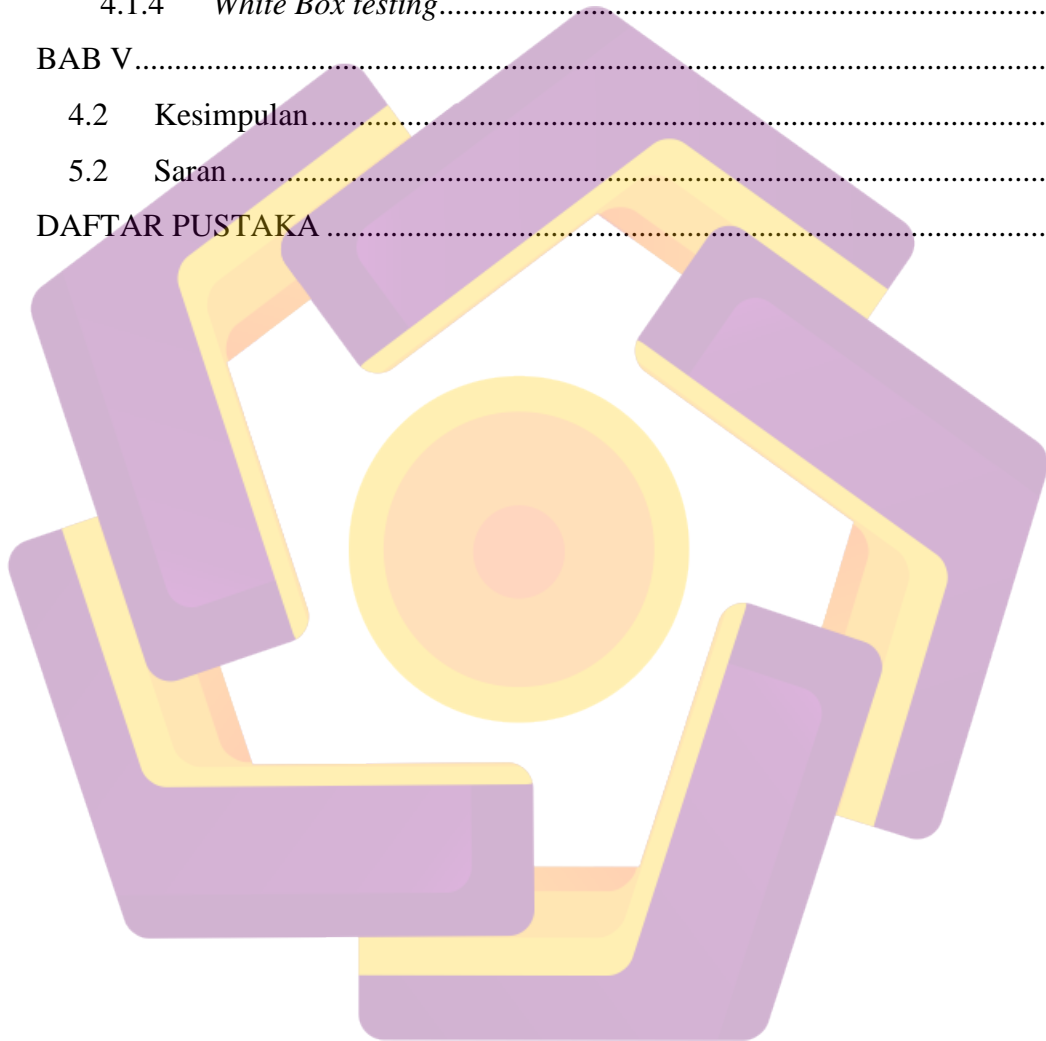 4.1.4 White Box testing........................................................................................
BAB V........................................................................................................................
4.2 Kesimpulan................................................................................................
5.2 Saran..........................................................................................................
DAFTAR PUSTAKA..............................................................................................